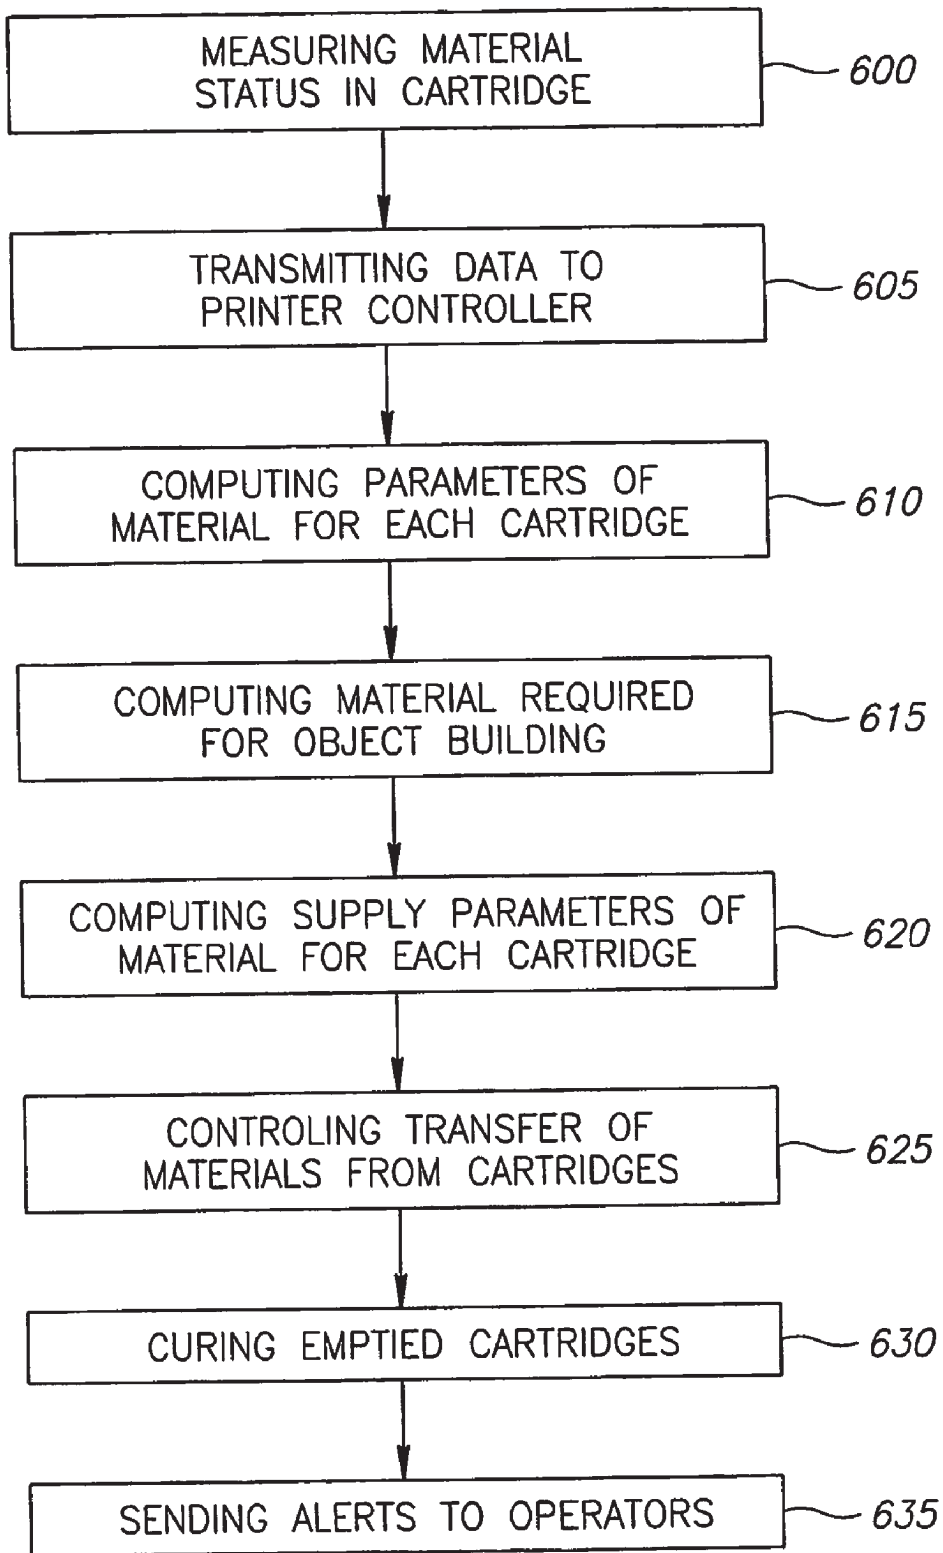 MEASURING MATERIAL
STATUS IN CARTRIDGE
600
TRANSMITTING DATA TO
PRINTER CONTROLLER
605
COMPUTING PARAMETERS OF
MATERIAL FOR EACH CARTRIDGE
610
COMPUTING MATERIAL REQUIRED
FOR OBJECT BUILDING
615
COMPUTING SUPPLY PARAMETERS OF
MATERIAL FOR EACH CARTRIDGE
620
CONTROLING TRANSFER OF
MATERIALS FROM CARTRIDGES
625
CURING EMPTIED CARTRIDGES
630
SENDING ALERTS TO OPERATORS
635